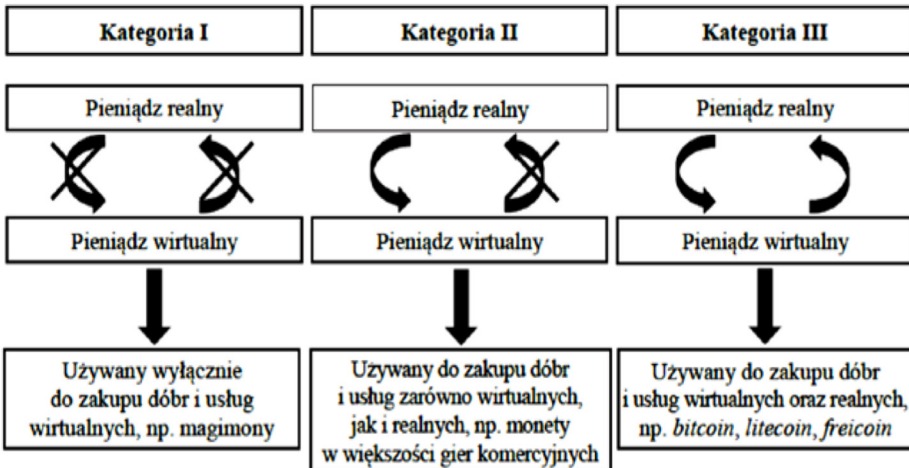 Kategoria I
Kategoria II
Kategoria III
Pieniądz realny
Pieniądz realny
Pieniądz realny
Pieniądz wirtualny
Pieniądz wirtualny
Pieniądz wirtualny
Używany wyłącznie
do zakupu dóbr i usług
wirtualnych, np. magimony
Używany do zakupu dóbr
i usług zarówno wirtualnych,
jak i realnych, np. monety
w większości gier komercyjnych
Używany do zakupu dóbr
i usług wirtualnych oraz realnych,
np. bitcoin, litecoin, freicoin